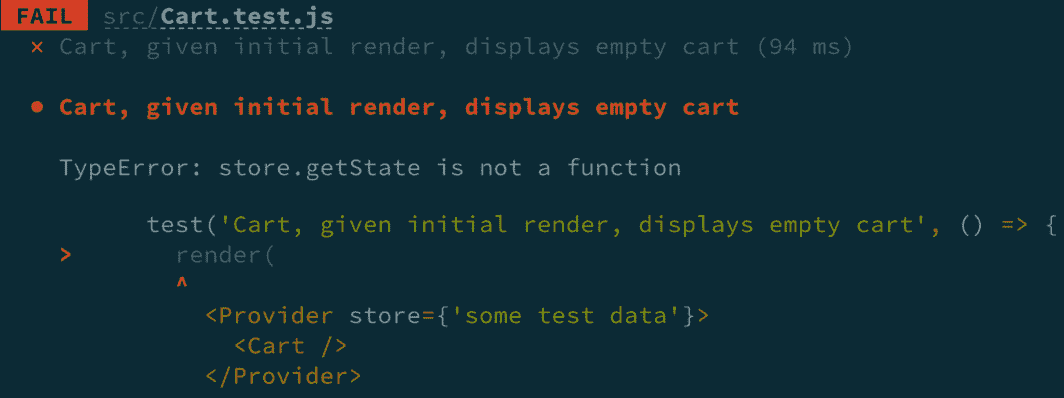 FAIL src/Cart.test.js
× Cart, given initial render, displays empty cart (94 ms)
● Cart, given initial render, displays empty cart
TypeError: store.getState is not a function
test('Cart, given initial render, displays empty cart', () => {
> render(
^
<Provider store={'some test data'}>
<Cart />
</Provider>